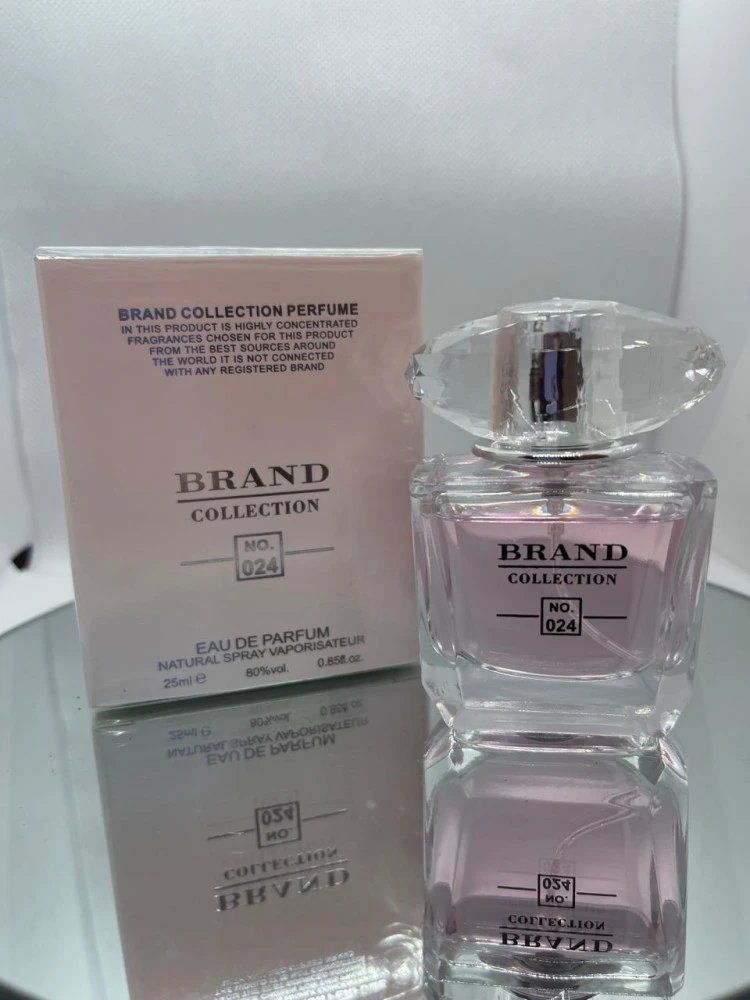 BRAND COLLECTION PERFUME
IN THIS PRODUCT IS HIGHLY CONCENTRATED
FRAGRANCES CHOSEN FOR THIS PRODUCT
FROM THE BEST SOURCES AROUND
THE WORLD IT IS NOT CONNECTED
WITH ANY REGISTERED BRAND
BRAND
COLLECTION
NO.
024
EAU DE PARFUM
NATURAL SPRAY VAPORISATEUR
25ml e 80%vol. 0.85fl.oz.
BRAND
COLLECTION
NO.
024